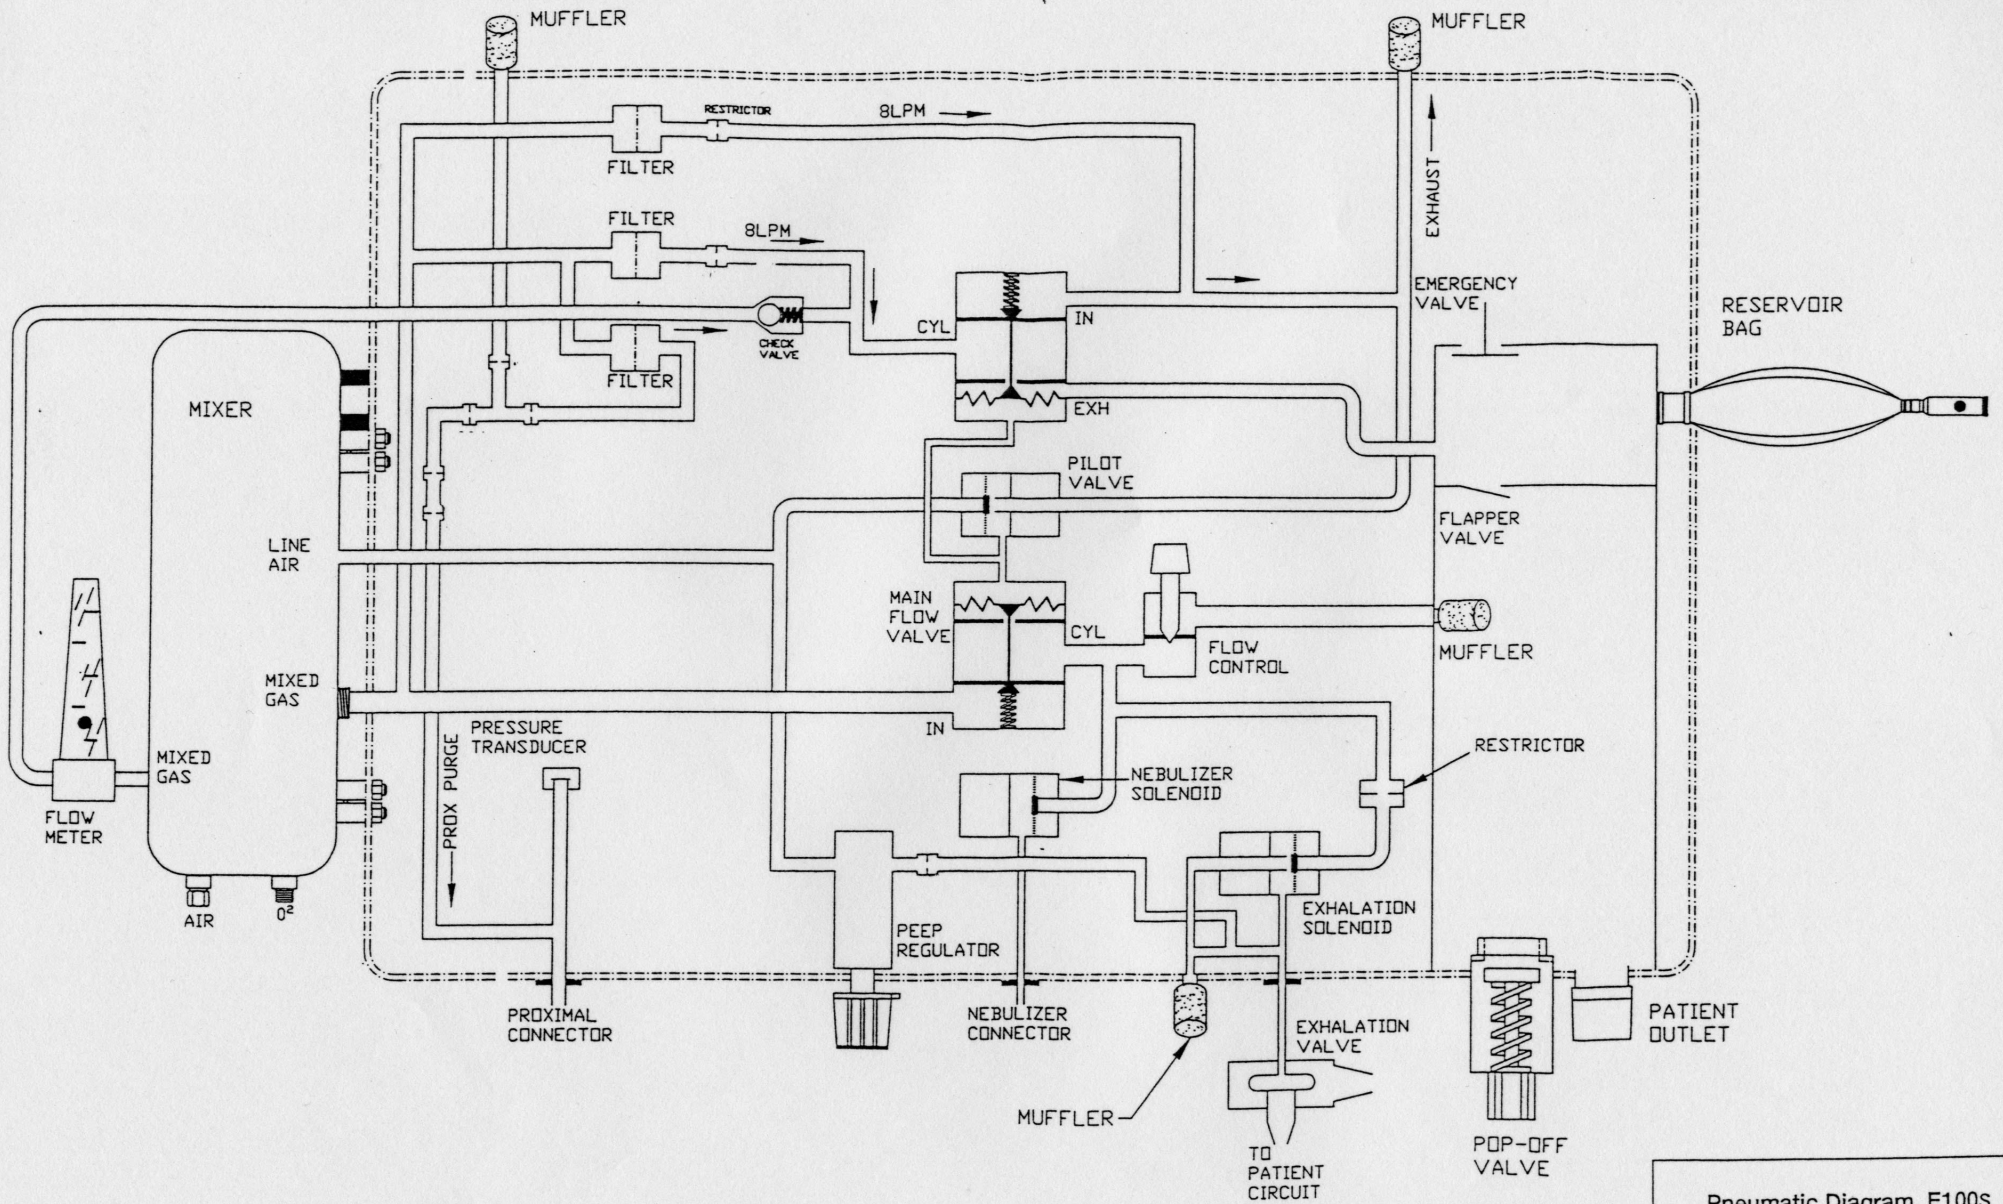 MUFFLER
MUFFLER
RESTRICTOR
8LPM
FILTER
EXHAUST
FILTER
8LPM
EMERGENCY
VALVE
RESERVOIR
BAG
CYL
IN
CHECK
VALVE
FILTER
MIXER
EXH
PILOT
VALVE
FLAPPER
VALVE
LINE
AIR
MAIN
FLOW
VALVE
CYL
FLOW
CONTROL
MUFFLER
MIXED
GAS
IN
PRESSURE
TRANSDUCER
PROX PURGE
RESTRICTOR
MIXED
GAS
NEBULIZER
SOLENOID
FLOW
METER
AIR
O2
PEEP
REGULATOR
EXHALATION
SOLENOID
PROXIMAL
CONNECTOR
NEBULIZER
CONNECTOR
EXHALATION
VALVE
PATIENT
OUTLET
MUFFLER
POP-OFF
VALVE
TO
PATIENT
CIRCUIT
Pneumatic Diagram, E100S